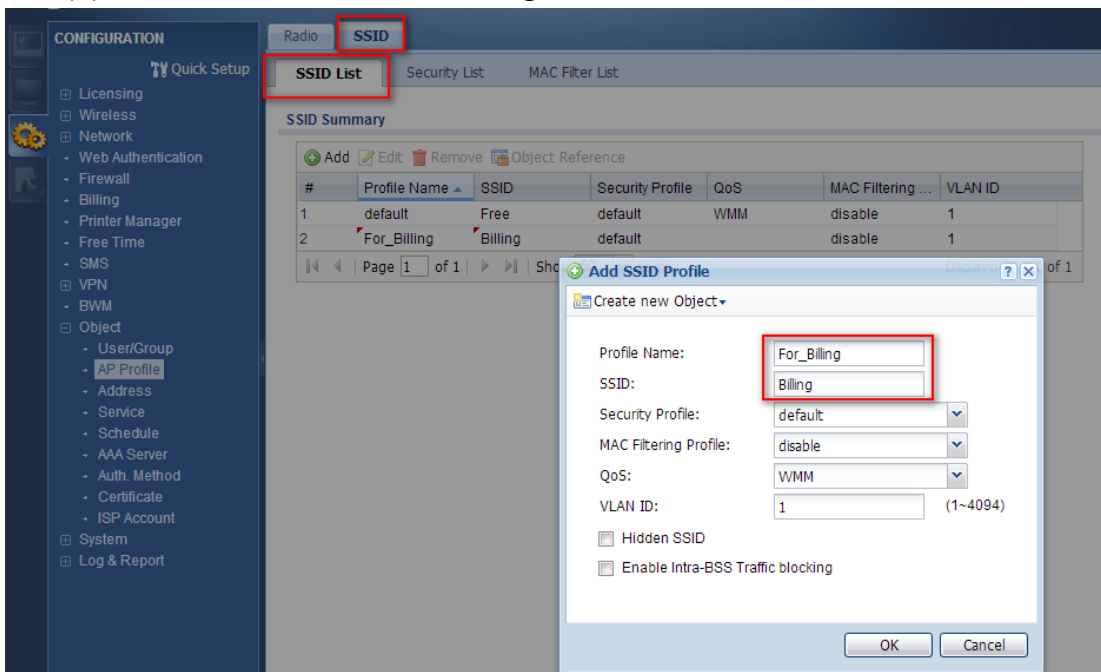 CONFIGURATION
Quick Setup
Licensing
Wireless
Network
Web Authentication
Firewall
Billing
Printer Manager
Free Time
SMS
VPN
BWM
Object
User/Group
AP Profile
Address
Service
Schedule
AAA Server
Auth. Method
Certificate
ISP Account
System
Log & Report
Radio SSID
SSID List Security List MAC Filter List
SSID Summary
Add Edit Remove Object Reference
# Profile Name SSID Security Profile QoS MAC Filtering ... VLAN ID
1 default Free default WMM disable 1
2 For_Billing Billing default disable 1
Page 1 of 1 of 1
Add SSID Profile
Create new Object
Profile Name: For_Billing
SSID: Billing
Security Profile: default
MAC Filtering Profile: disable
QoS: WMM
VLAN ID: 1 (1~4094)
Hidden SSID
Enable Intra-BSS Traffic blocking
OK Cancel